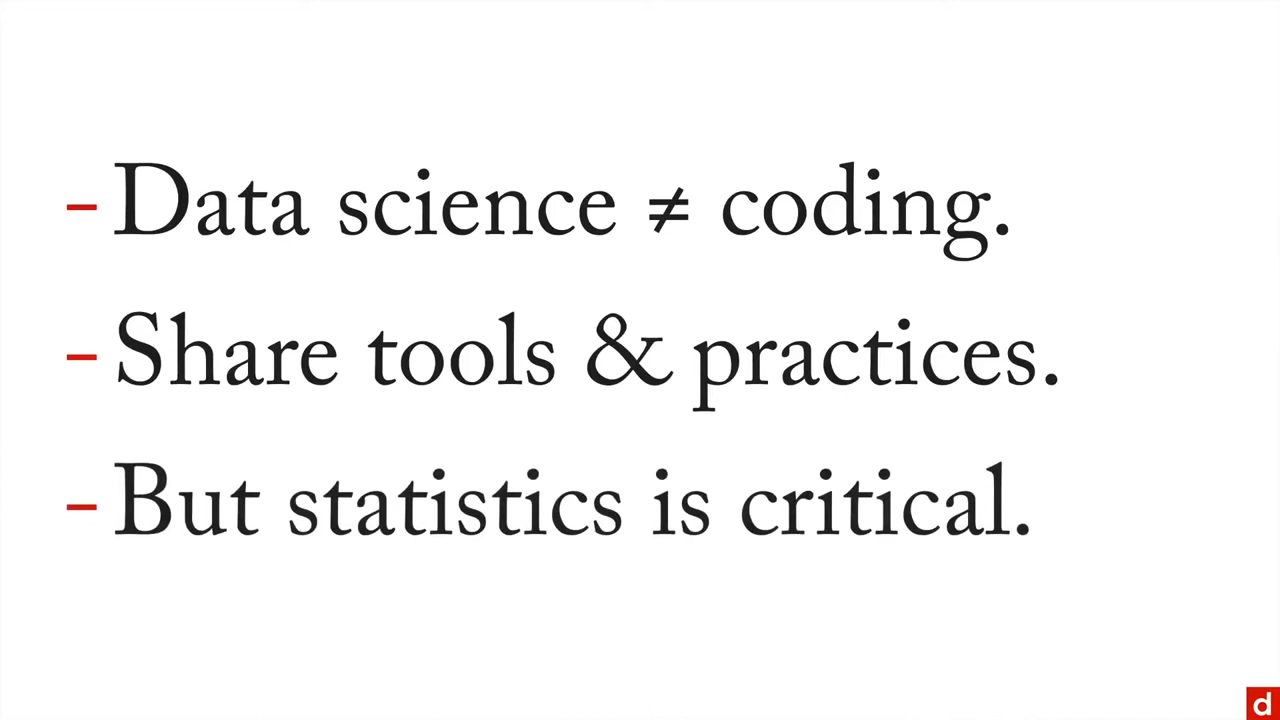 - Data science ≠ coding.
- Share tools & practices.
- But statistics is critical.
d